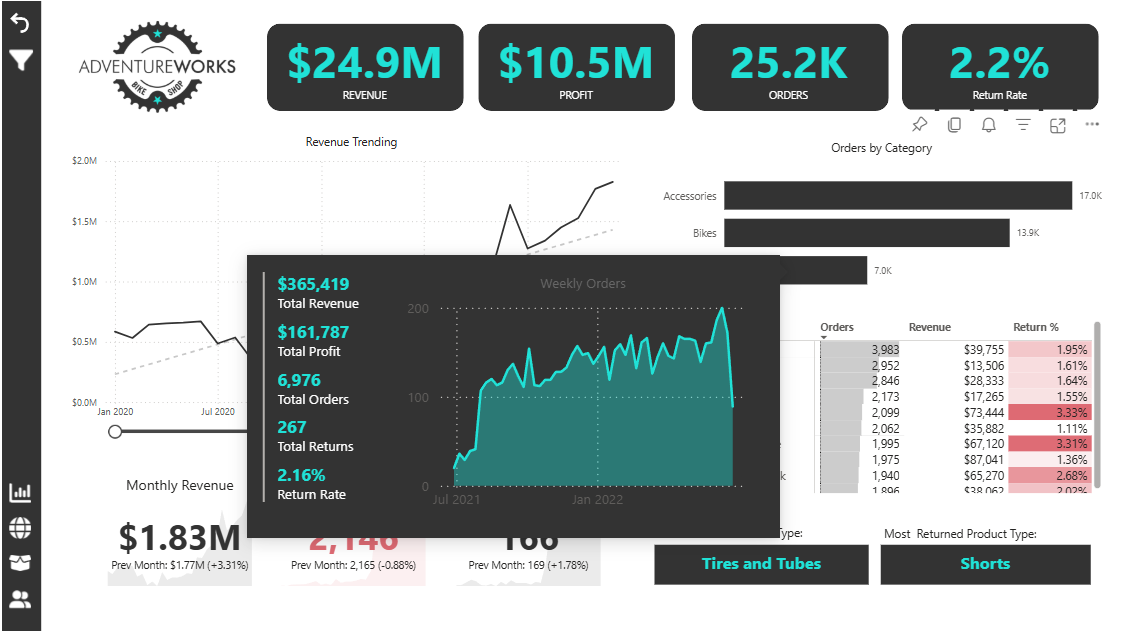 ADVENTUREWORKS
BIKE SHOP
$24.9M
REVENUE
$10.5M
PROFIT
25.2K
ORDERS
2.2%
Return Rate
Revenue Trending
$2.0M
$1.5M
$1.0M
$0.5M
$0.0M
Jan 2020
Jul 2020
Orders by Category
Accessories
17.0K
Bikes
13.9K
7.0K
$365,419
Total Revenue
$161,787
Total Profit
6,976
Total Orders
267
Total Returns
2.16%
Return Rate
Weekly Orders
200
100
0
Jul 2021
Jan 2022
Orders Revenue Return %
3,983 $39,755 1.95%
2,952 $13,506 1.61%
2,846 $28,333 1.64%
2,173 $17,265 1.55%
2,099 $73,444 3.33%
2,062 $35,882 1.11%
1,995 $67,120 3.31%
1,975 $87,041 1.36%
1,940 $65,270 2.68%
1,896 $38,062 2.02%
Monthly Revenue
$1.83M
Prev Month: $1.77M (+3.31%)
2,146
Prev Month: 2,165 (-0.88%)
166
Prev Month: 169 (+1.78%)
Type:
Tires and Tubes
Most Returned Product Type:
Shorts